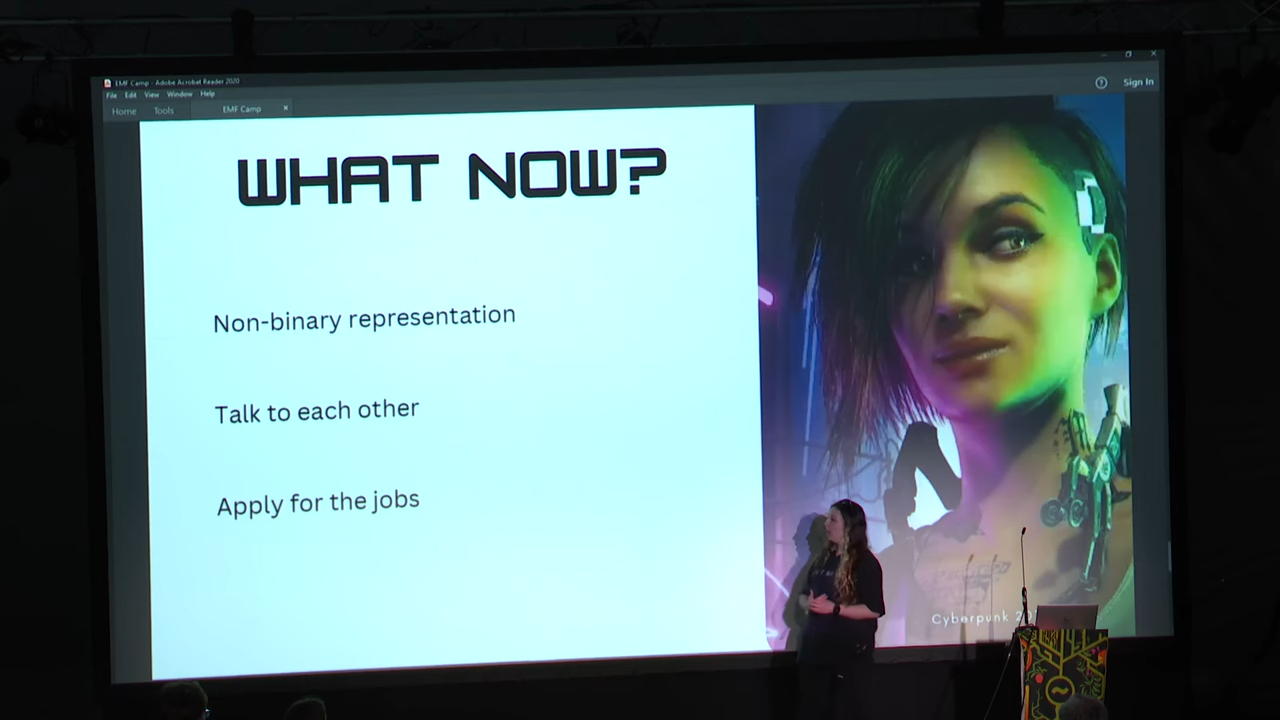 EMF Camp - Adobe Acrobat Reader 2020
File Edit View Window Help
Home Tools EMF Camp
Sign In
WHAT NOW?
Non-binary representation
Talk to each other
Apply for the jobs
Cyberpunk